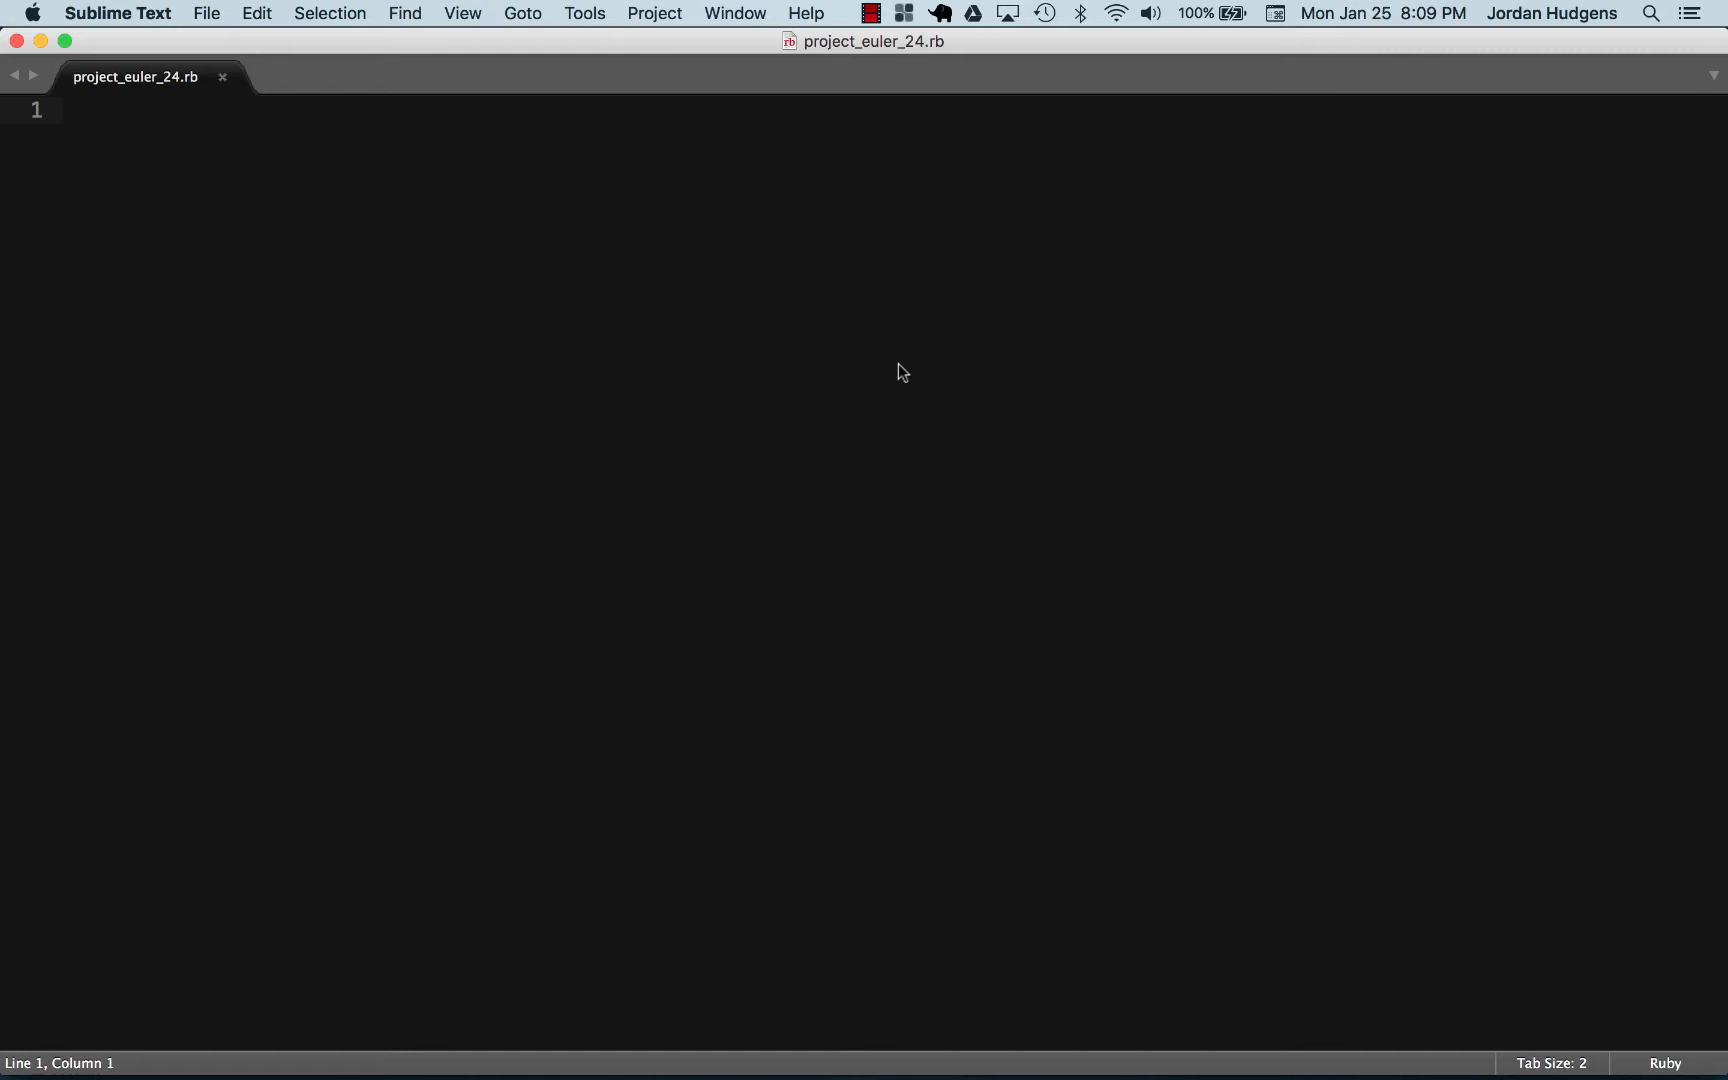 Sublime Text File Edit Selection Find View Goto Tools Project Window Help 100% Mon Jan 25 8:09 PM Jordan Hudgens
rb project_euler_24.rb
project_euler_24.rb
1
Line 1, Column 1 Tab Size: 2 Ruby